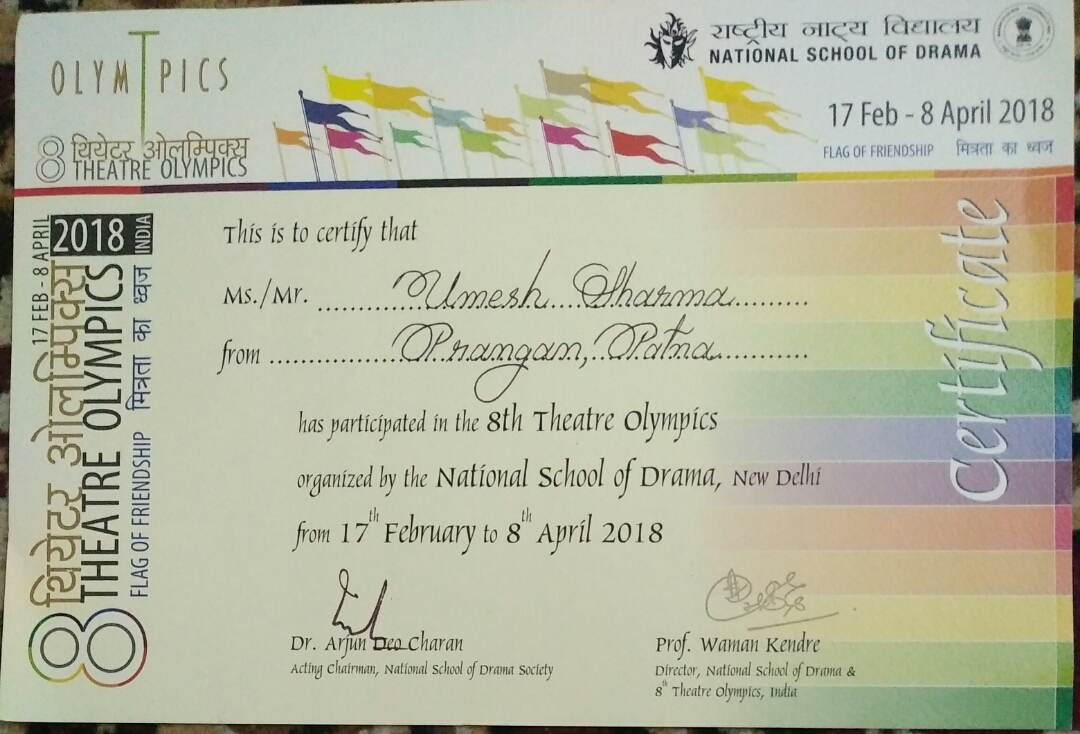 OLYMTPICS
8 थियेटर ओलम्पिक्स
THEATRE OLYMPICS
राष्ट्रीय नाट्य विद्यालय
NATIONAL SCHOOL OF DRAMA
17 Feb - 8 April 2018
FLAG OF FRIENDSHIP मित्रता का ध्वज
17 FEB - 8 APRIL 2018 INDIA
8 थियेटर ओलम्पिक्स
THEATRE OLYMPICS
FLAG OF FRIENDSHIP मित्रता का ध्वज
Certificate
This is to certify that
Ms./Mr. Umesh Sharma
from Prangan, Patna
has participated in the 8th Theatre Olympics
organized by the National School of Drama, New Delhi
from 17th February to 8th April 2018
Dr. Arjun Deo Charan
Acting Chairman, National School of Drama Society
Prof. Waman Kendre
Director, National School of Drama &
8th Theatre Olympics, India